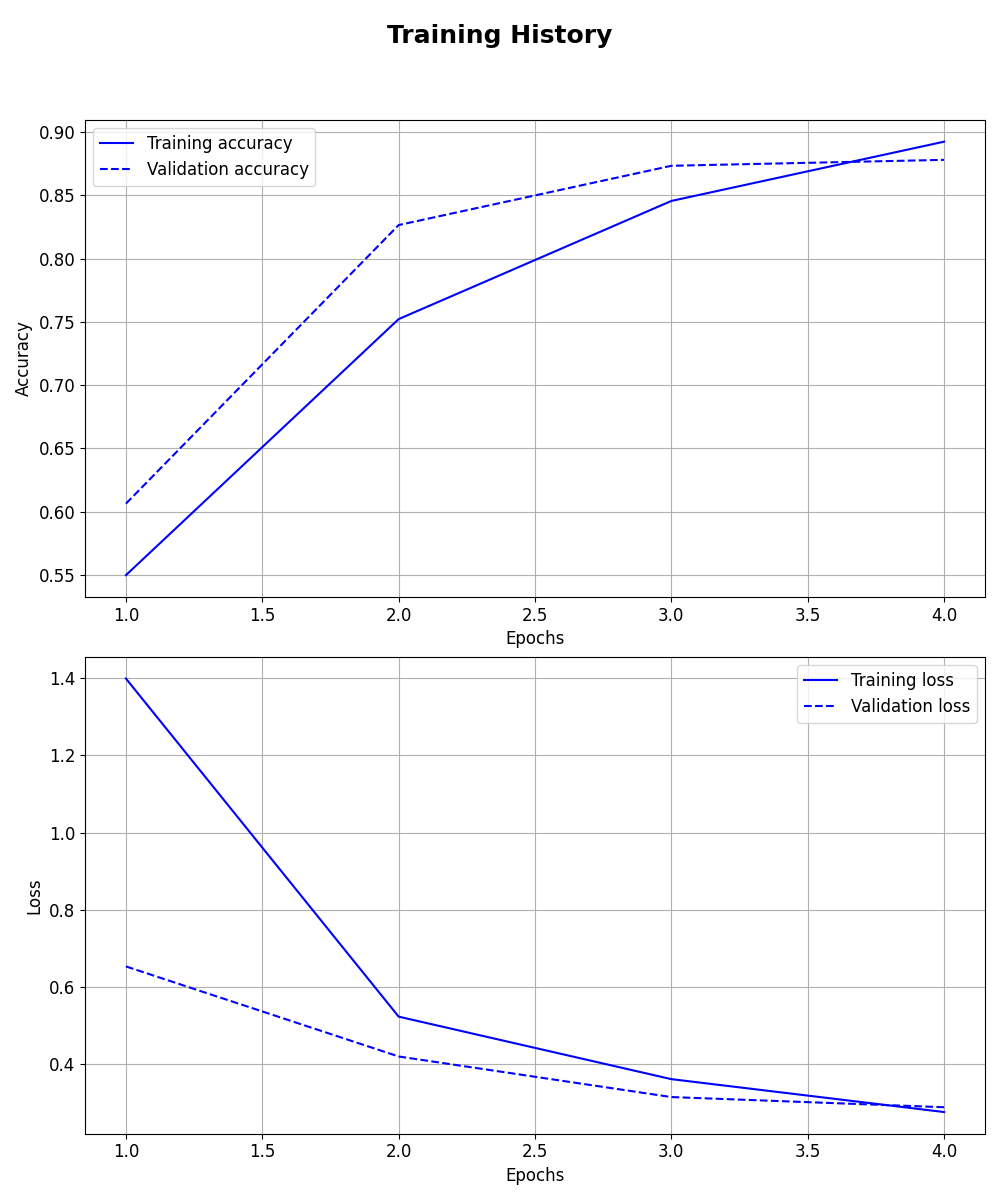 Training History
Training accuracy
Validation accuracy
0.90
0.85
0.80
0.75
0.70
0.65
0.60
0.55
Accuracy
1.0 1.5 2.0 2.5 3.0 3.5 4.0
Epochs
Training loss
Validation loss
1.4
1.2
1.0
0.8
0.6
0.4
Loss
1.0 1.5 2.0 2.5 3.0 3.5 4.0
Epochs